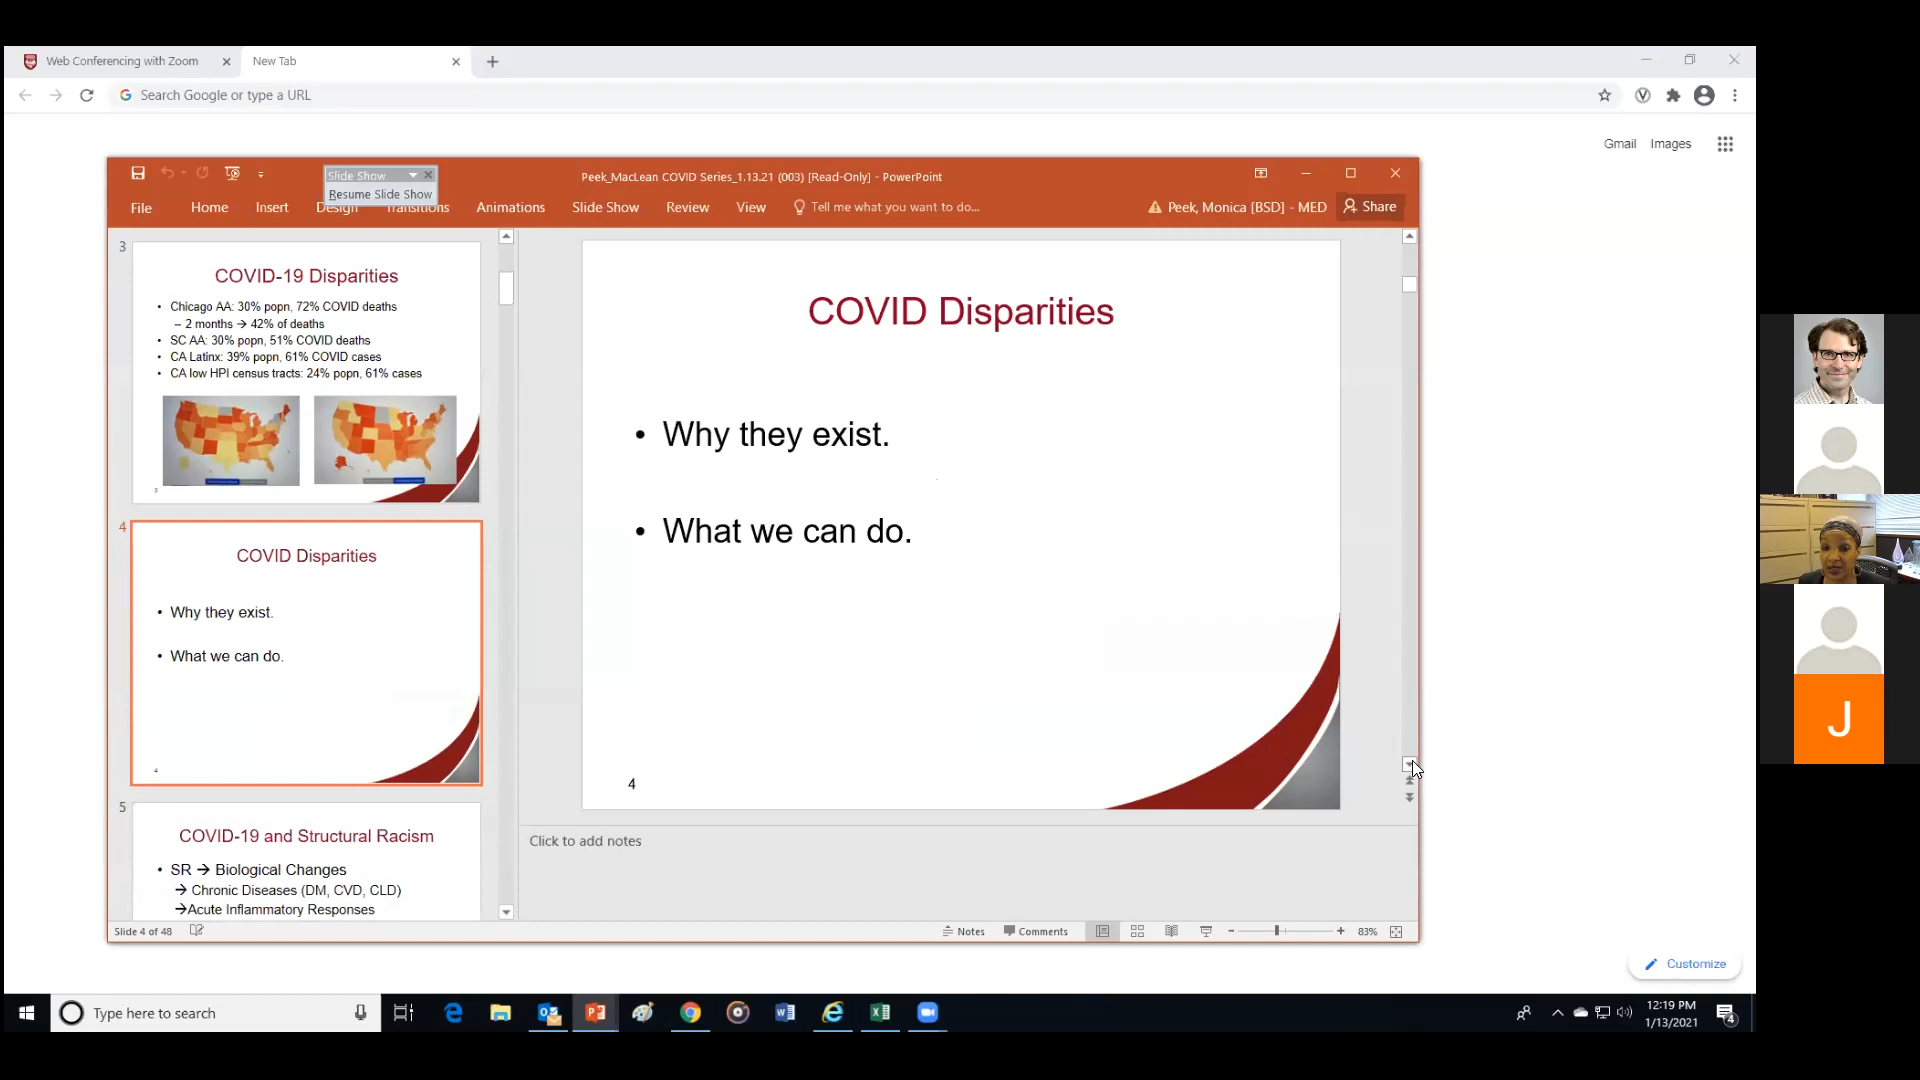 Web Conferencing with Zoom
New Tab
Search Google or type a URL
Gmail Images
Slide Show
Resume Slide Show
Peek_MacLean COVID Series_1.13.21 (003) [Read-Only] - PowerPoint
File Home Insert Design Transitions Animations Slide Show Review View Tell me what you want to do... Peek, Monica [BSD] - MED Share
3
COVID-19 Disparities
• Chicago AA: 30% popn, 72% COVID deaths
– 2 months → 42% of deaths
• SC AA: 30% popn, 51% COVID deaths
• CA Latinx: 39% popn, 61% COVID cases
• CA low HPI census tracts: 24% popn, 61% cases
3
4
COVID Disparities
• Why they exist.
• What we can do.
4
5
COVID-19 and Structural Racism
• SR → Biological Changes
→ Chronic Diseases (DM, CVD, CLD)
→Acute Inflammatory Responses
COVID Disparities
• Why they exist.
• What we can do.
4
Click to add notes
J
Slide 4 of 48 Notes Comments 83%
Customize
Type here to search
12:19 PM
1/13/2021
4